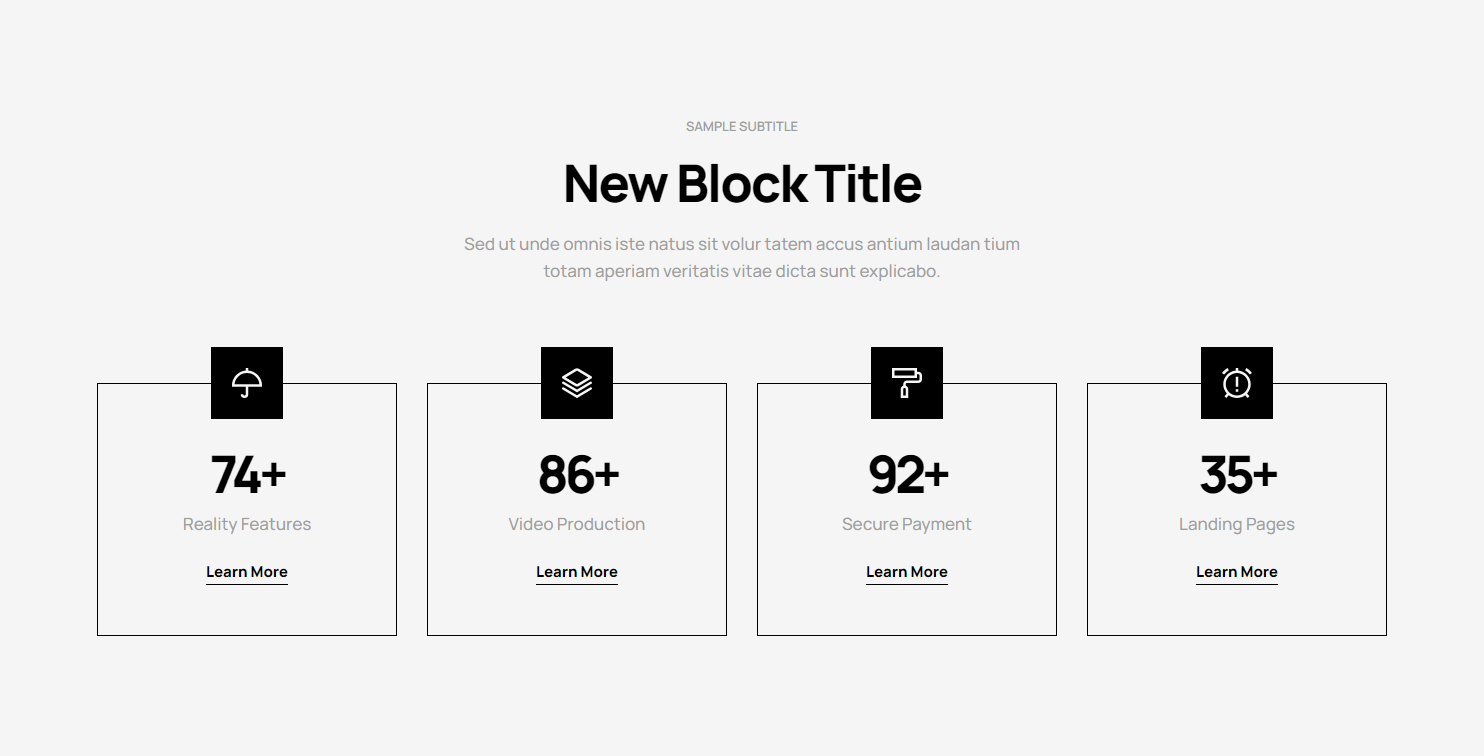 SAMPLE SUBTITLE
New Block Title
Sed ut unde omnis iste natus sit volur tatem accus antium laudan tium
totam aperiam veritatis vitae dicta sunt explicabo.
74+
Reality Features
Learn More
86+
Video Production
Learn More
92+
Secure Payment
Learn More
35+
Landing Pages
Learn More